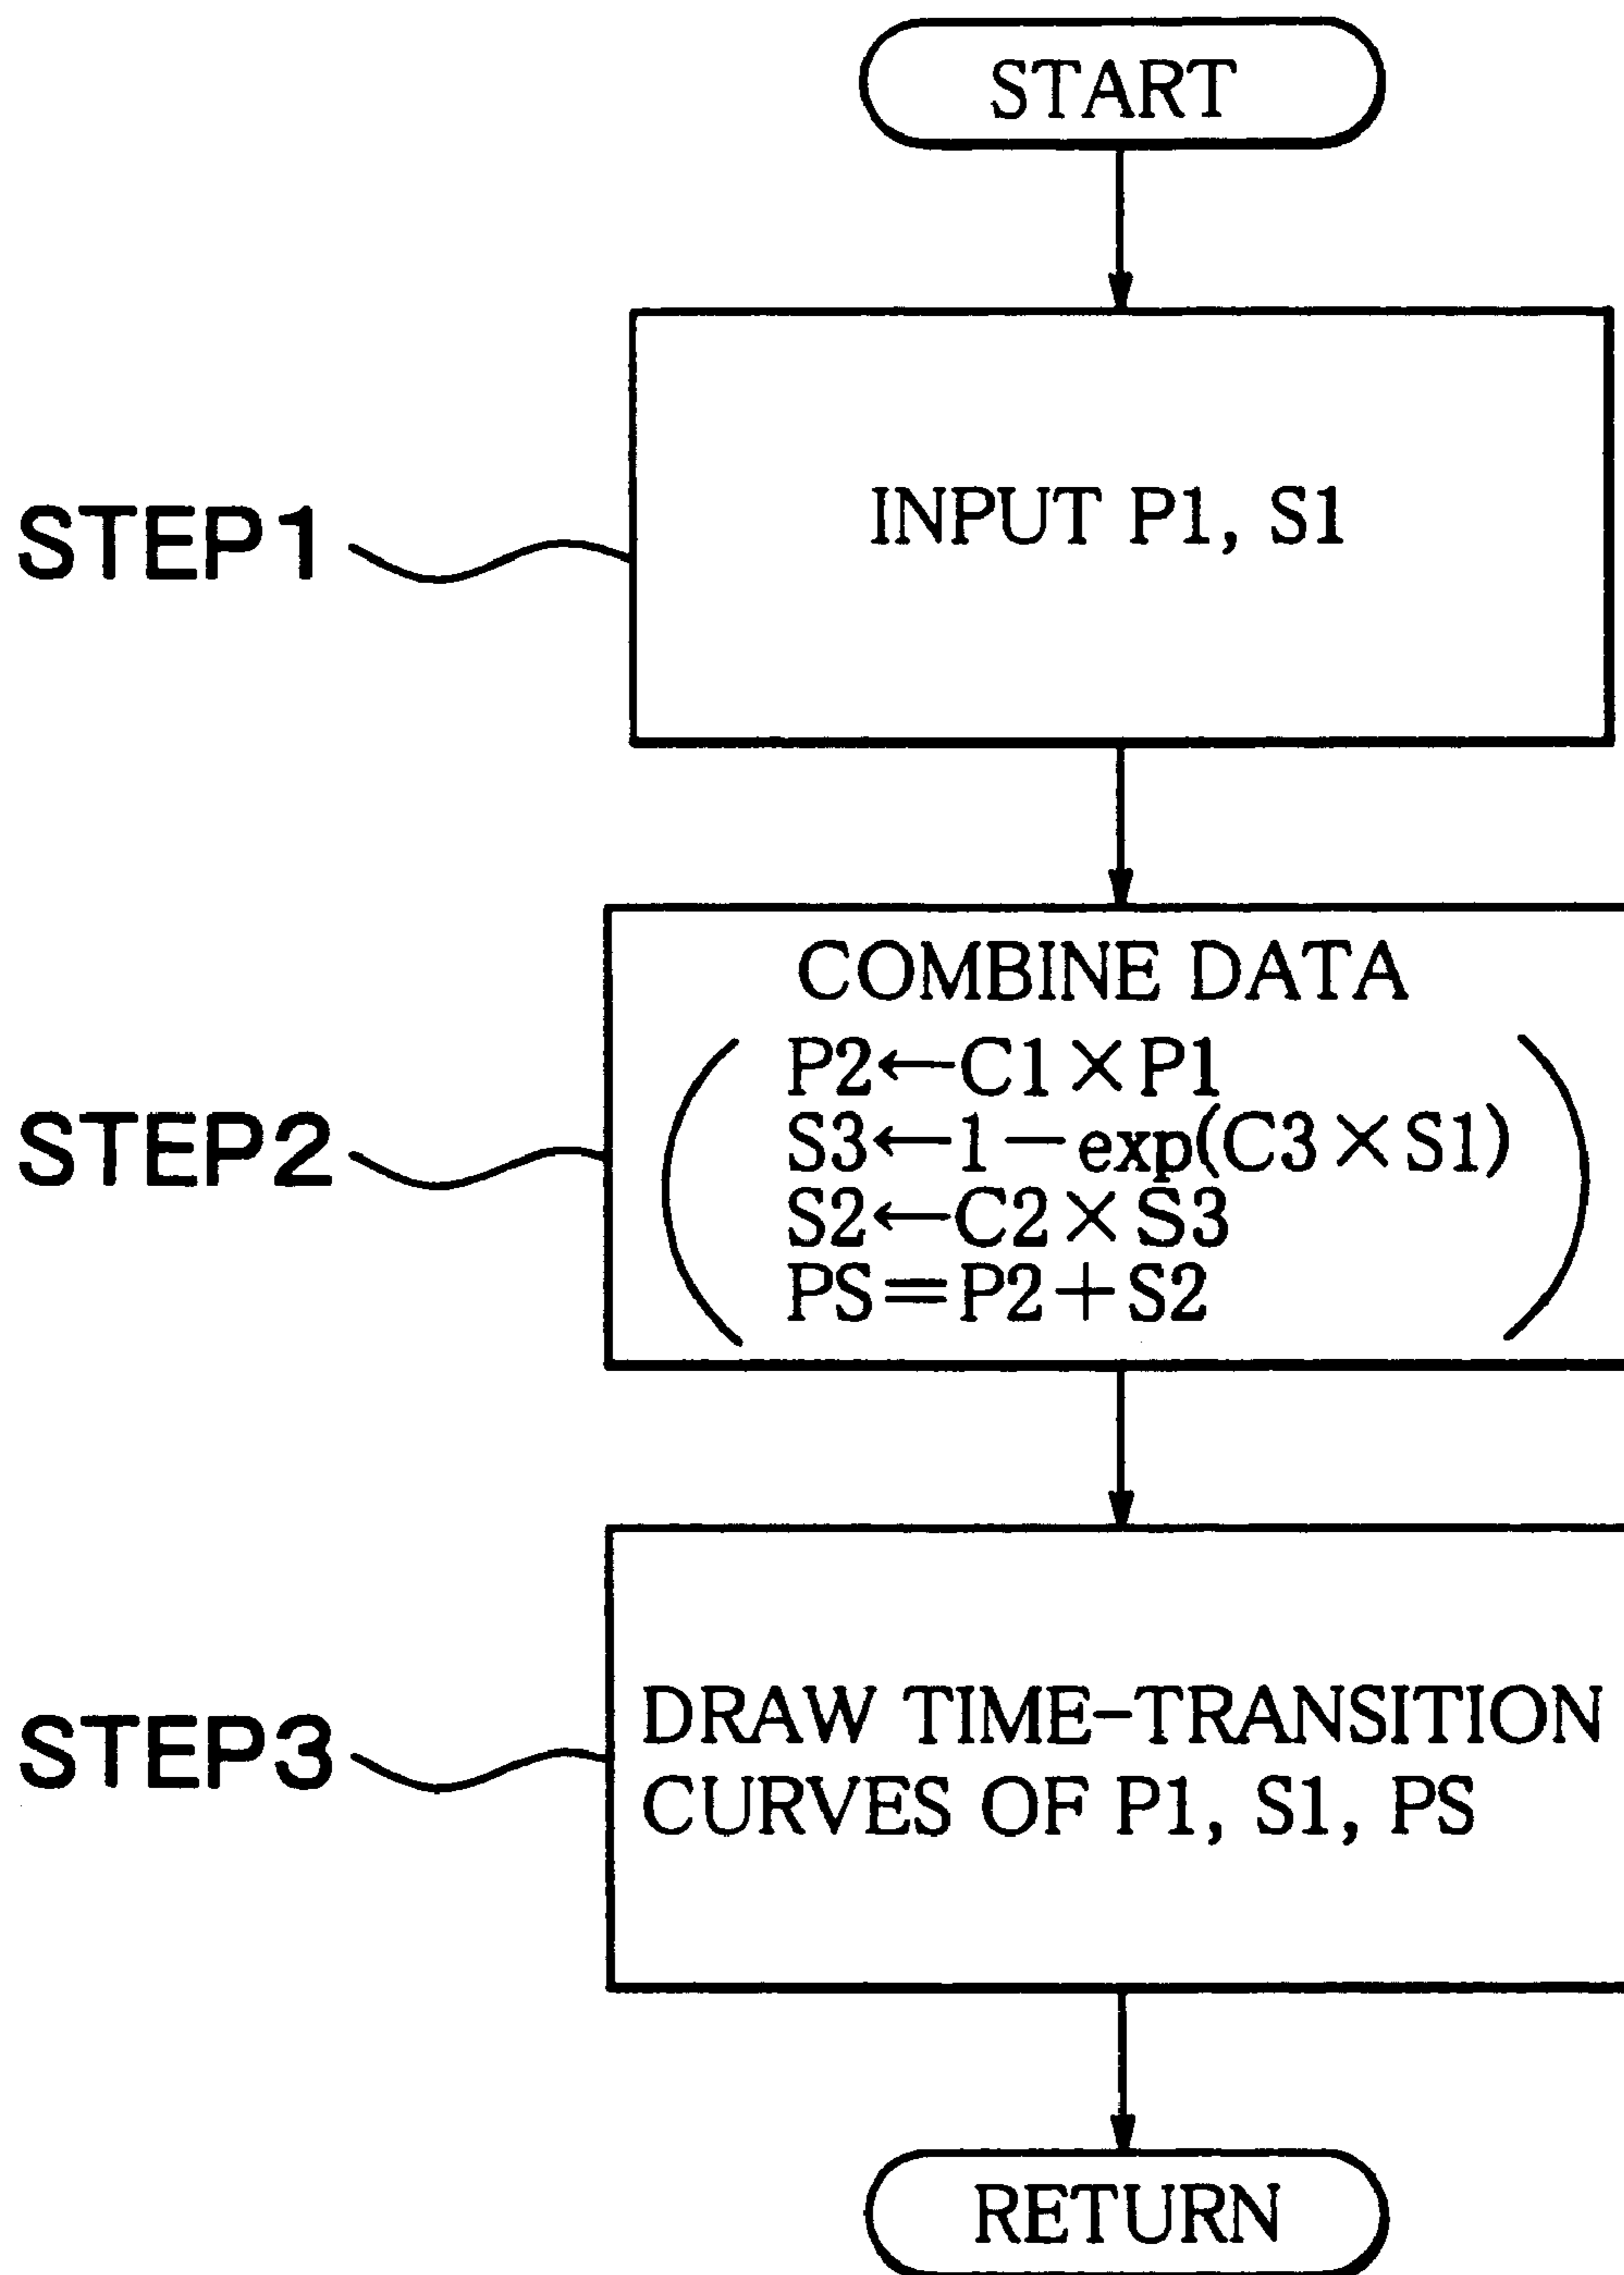 START
STEP1
INPUT P1, S1
STEP2
COMBINE DATA
P2←C1×P1
S3←1−exp(C3×S1)
S2←C2×S3
PS=P2+S2
STEP3
DRAW TIME-TRANSITION
CURVES OF P1, S1, PS
RETURN